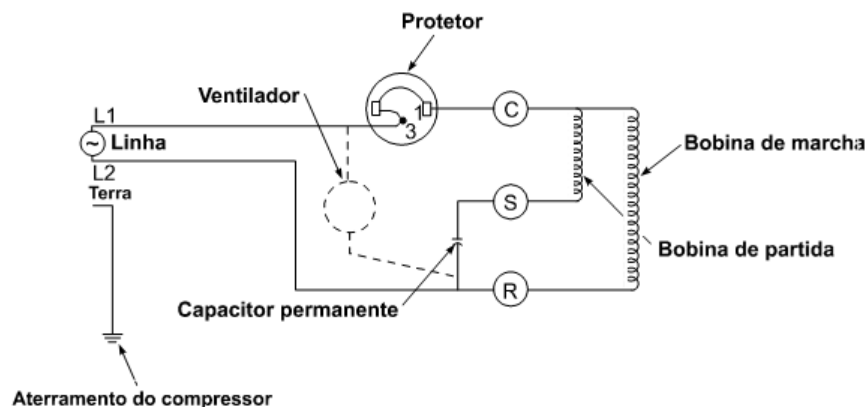 Protetor
Ventilador
L1
1
C
3
~
Linha
Bobina de marcha
L2
Terra
S
Bobina de partida
R
Capacitor permanente
Aterramento do compressor